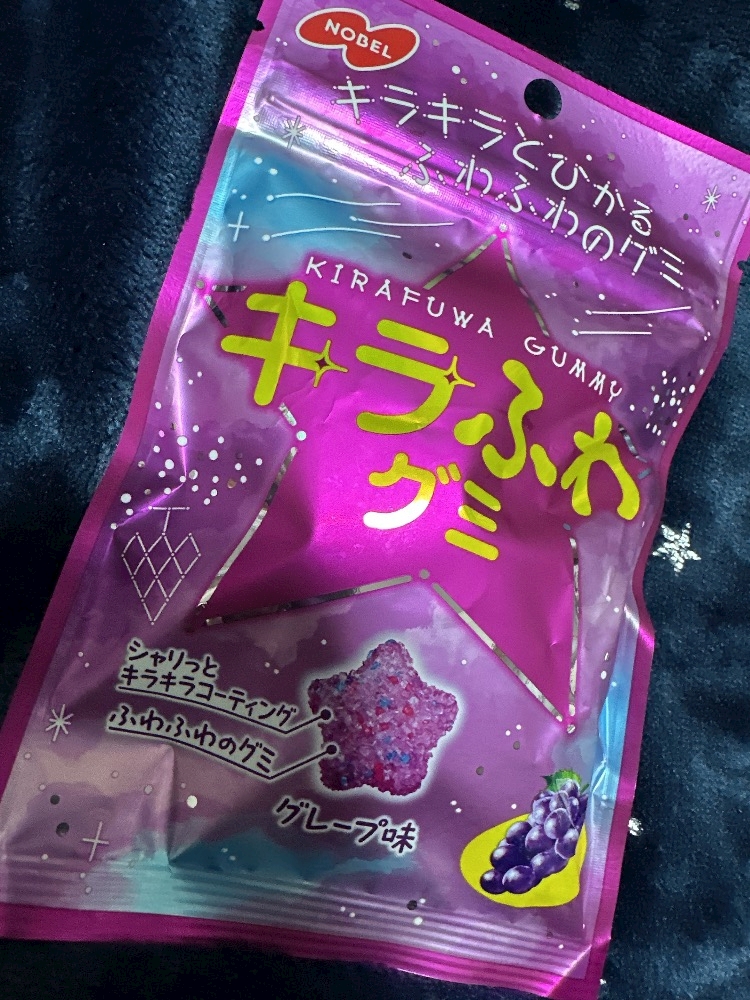 NOBEL
キラキラとひかる
ふわふわのグミ
KIRAFUWA GUMMY
キラふわ
グミ
シャリっと
キラキラコーティング
ふわふわのグミ
グレープ味